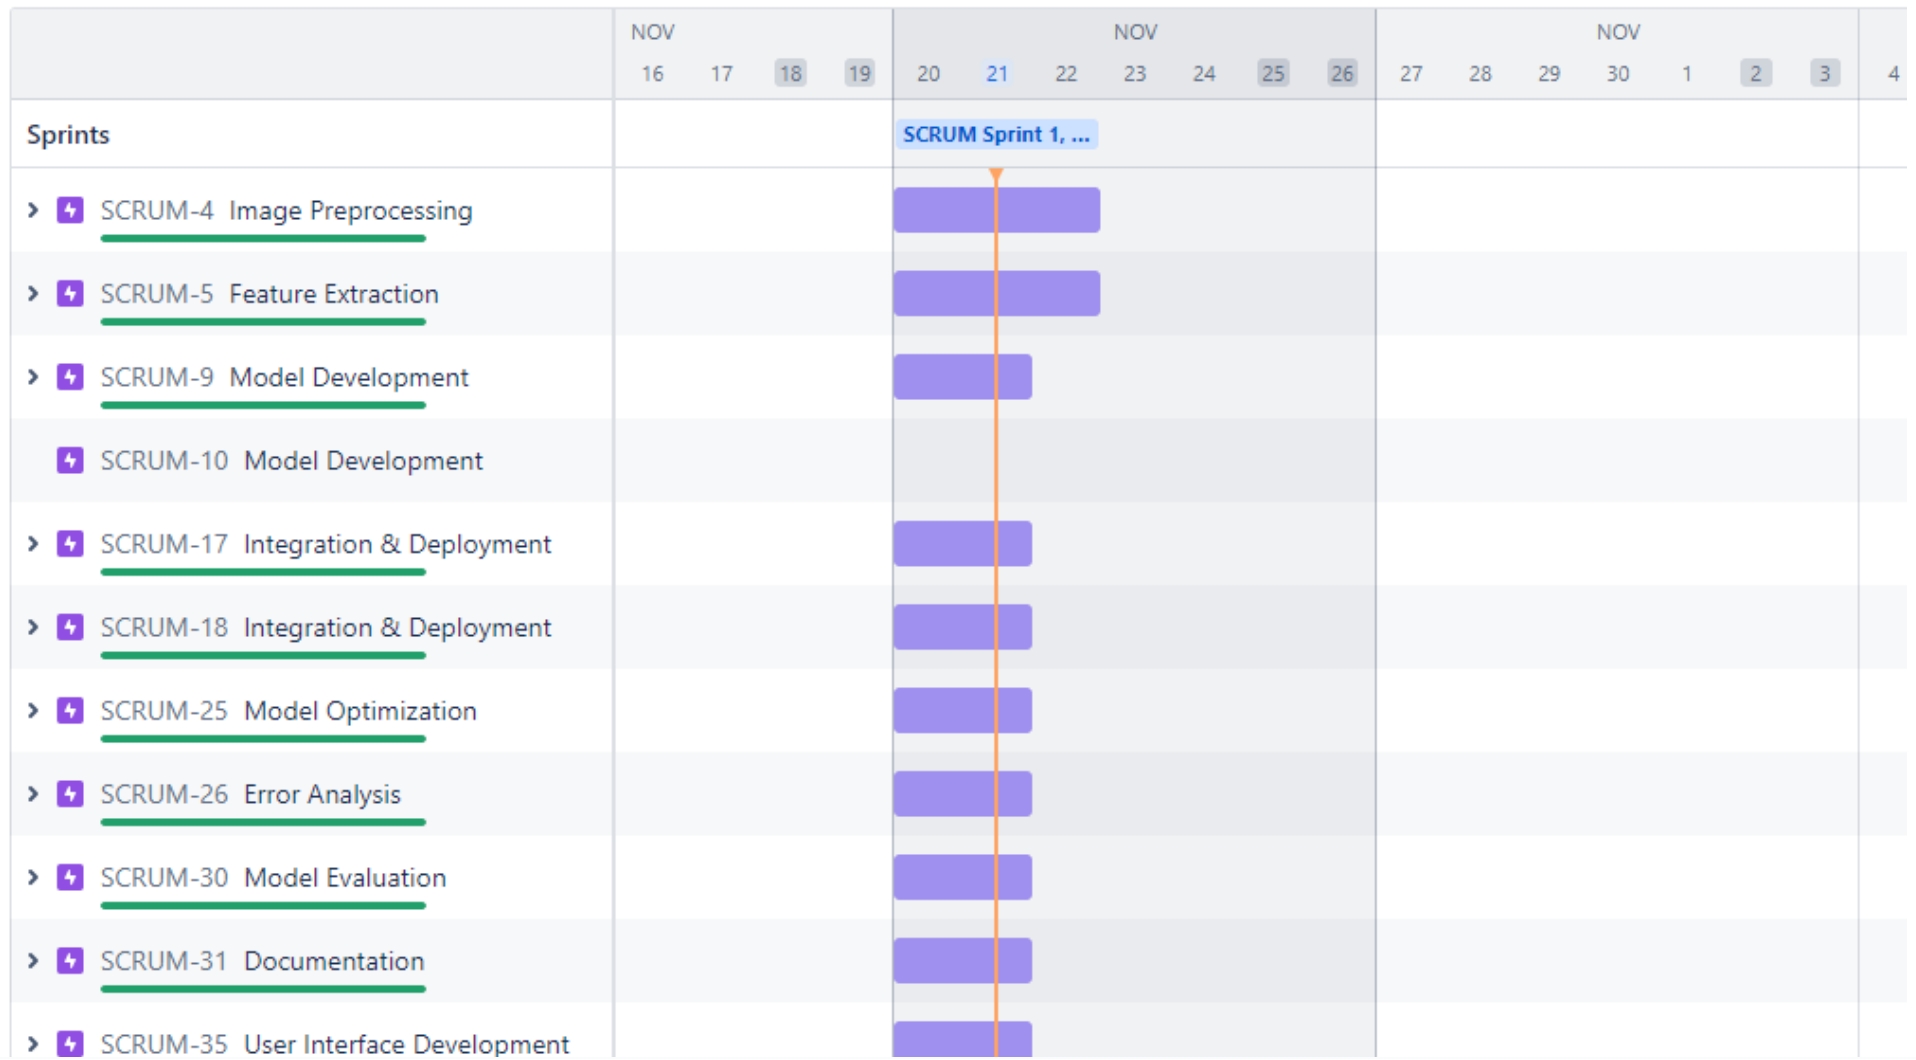 NOV NOV NOV
16 17 18 19 20 21 22 23 24 25 26 27 28 29 30 1 2 3 4
Sprints SCRUM Sprint 1, ...
SCRUM-4 Image Preprocessing
SCRUM-5 Feature Extraction
SCRUM-9 Model Development
SCRUM-10 Model Development
SCRUM-17 Integration & Deployment
SCRUM-18 Integration & Deployment
SCRUM-25 Model Optimization
SCRUM-26 Error Analysis
SCRUM-30 Model Evaluation
SCRUM-31 Documentation
SCRUM-35 User Interface Development